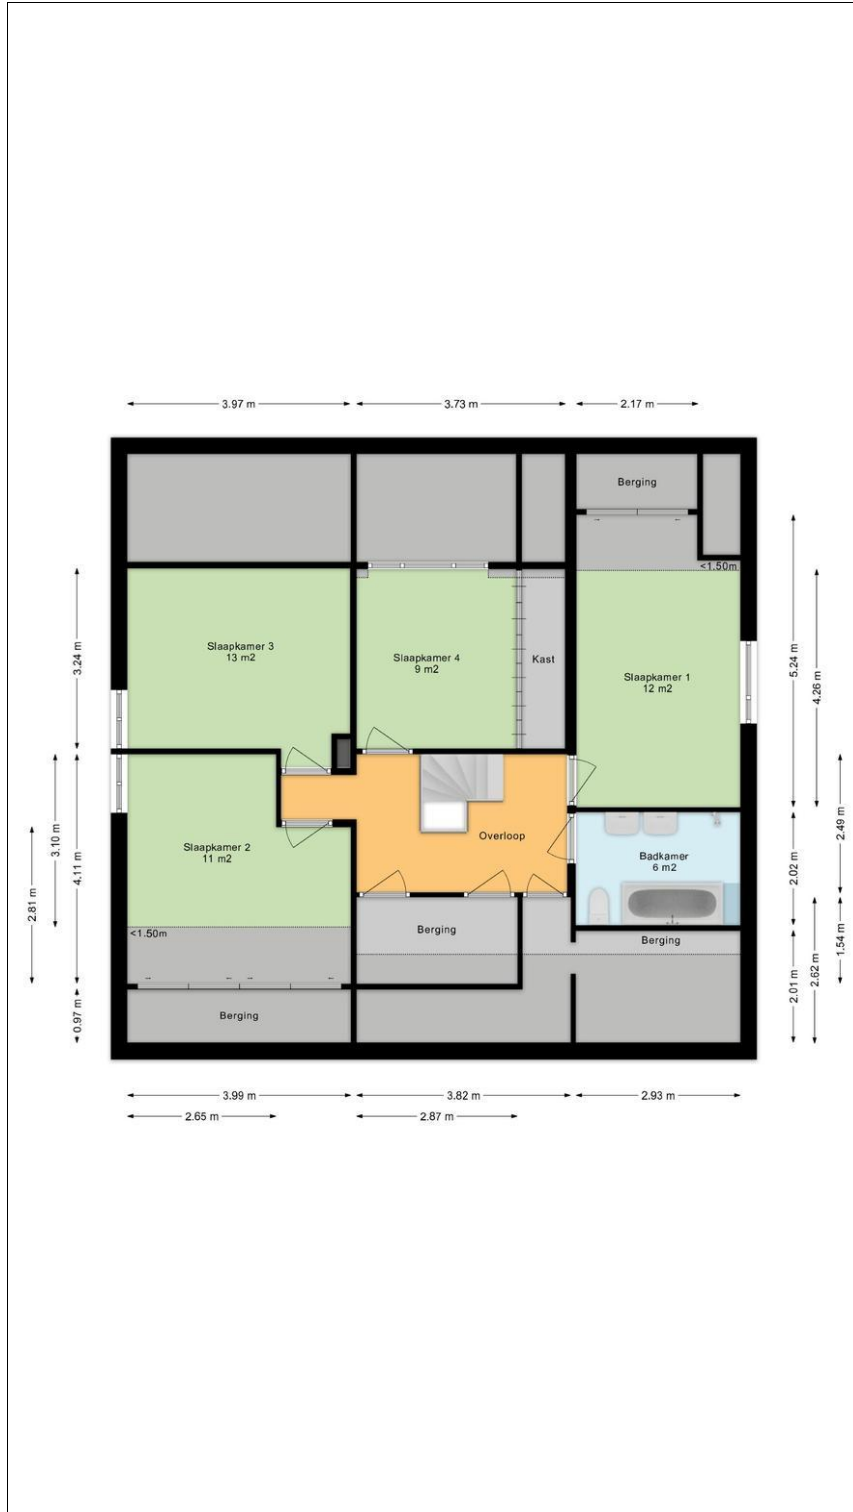 3.97 m
3.73 m
2.17 m
Berging
<1.50m
Slaapkamer 3
13 m2
Slaapkamer 4
9 m2
Kast
Slaapkamer 1
12 m2
3.24 m
5.24 m
4.26 m
Slaapkamer 2
11 m2
Overloop
Badkamer
6 m2
2.81 m
3.10 m
4.11 m
2.02 m
2.49 m
<1.50m
Berging
Berging
Berging
0.97 m
2.01 m
2.62 m
1.54 m
3.99 m
3.82 m
2.93 m
2.65 m
2.87 m